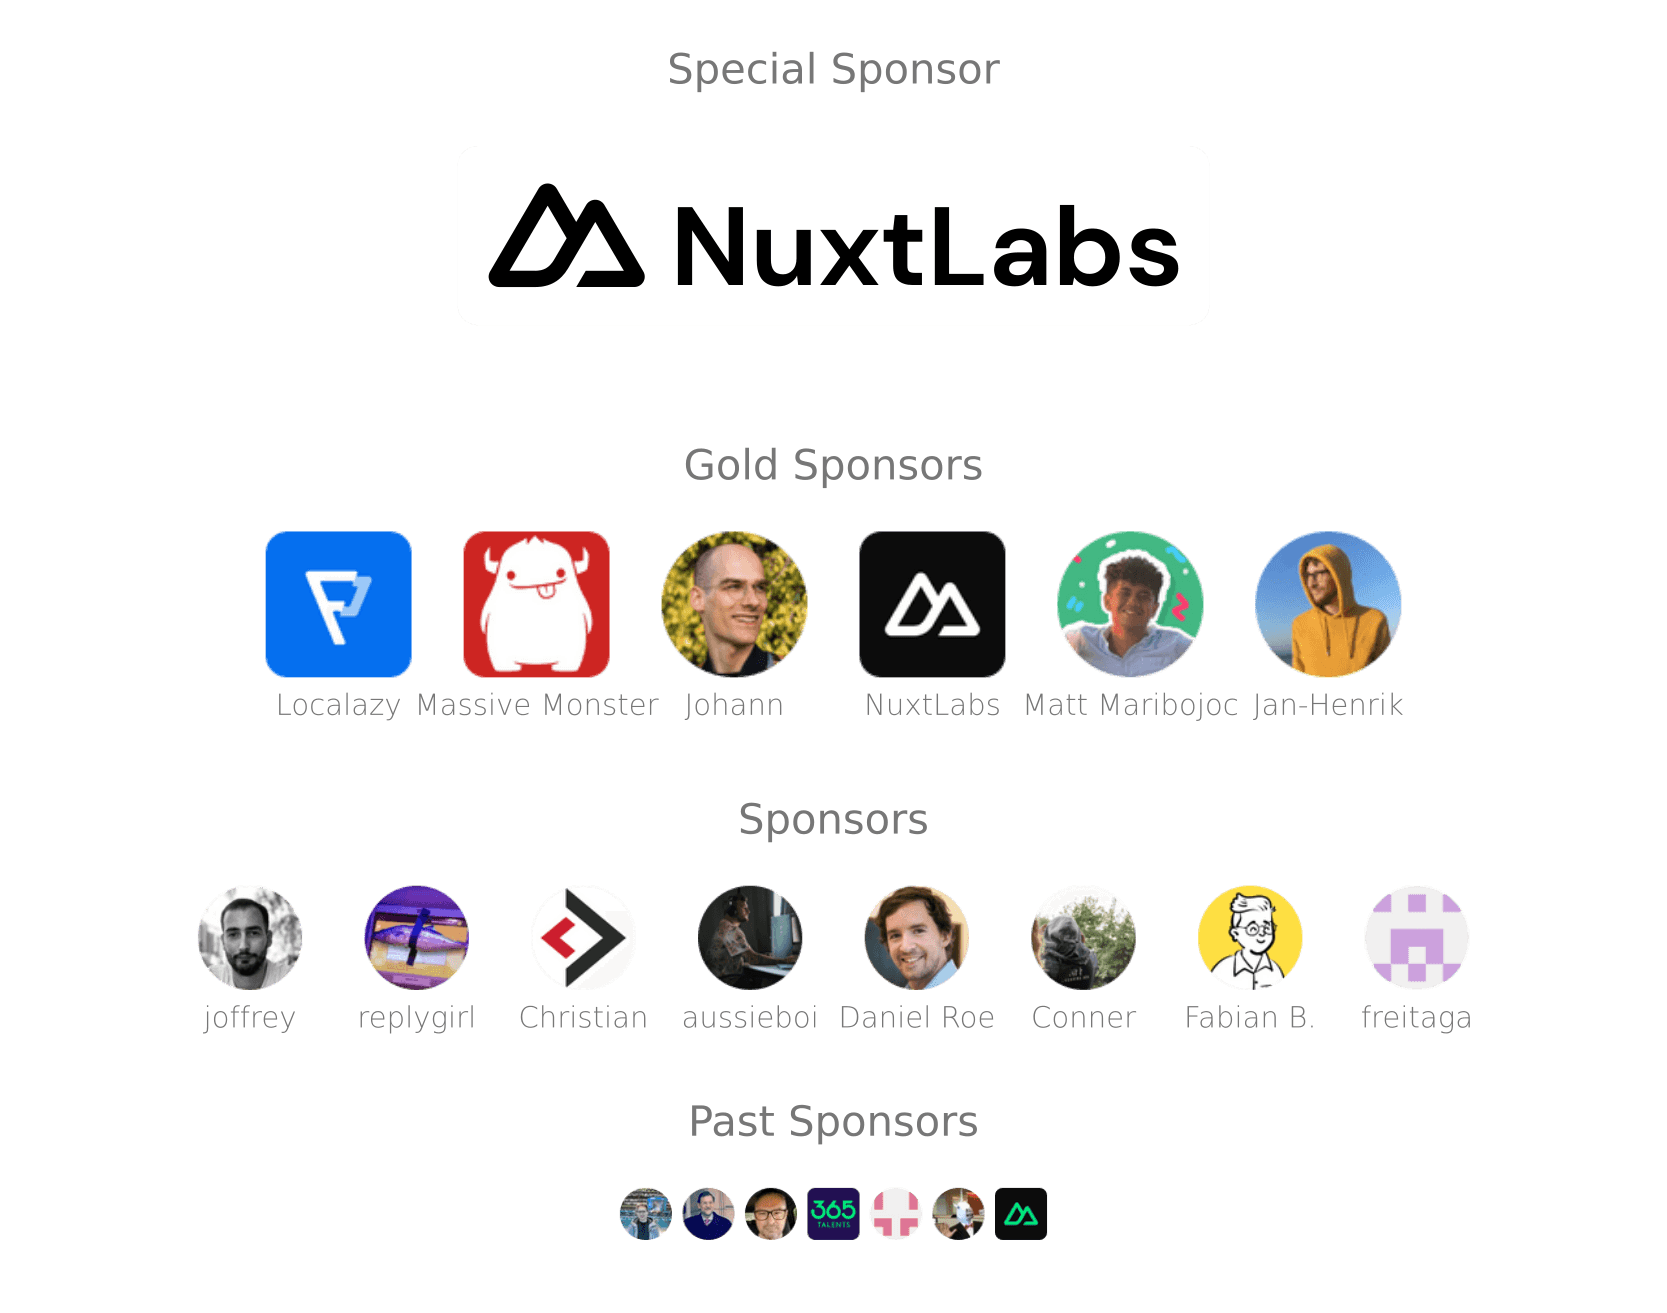 Special Sponsor
NuxtLabs
Gold Sponsors
Localazy Massive Monster Johann NuxtLabs Matt Maribojoc Jan-Henrik
Sponsors
joffrey replygirl Christian aussieboi Daniel Roe Conner Fabian B. freitaga
Past Sponsors
365
TALENTS